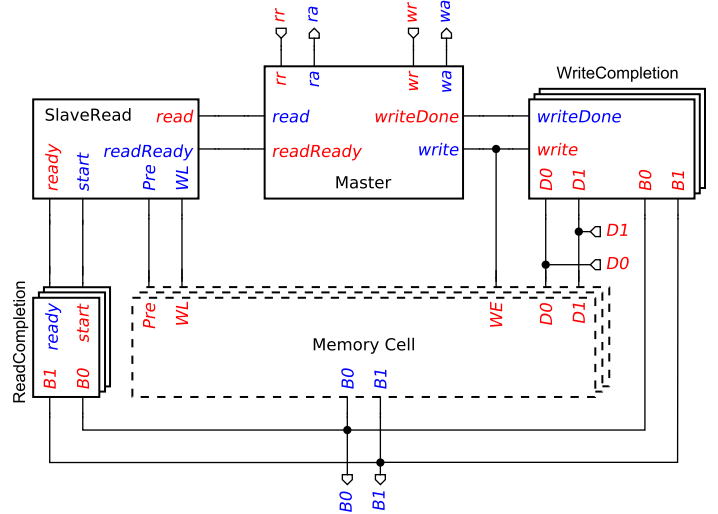 rr ra wr wa
WriteCompletion
rr ra wr wa
SlaveRead read
read writeDone
writeDone
readReady
readReady write
write
ready start Pre WL
Master
D0 D1 B0 B1
D1
D0
ReadCompletion
ready start
Pre WL WE D0 D1
Memory Cell
B1 B0
B0 B1
B0 B1